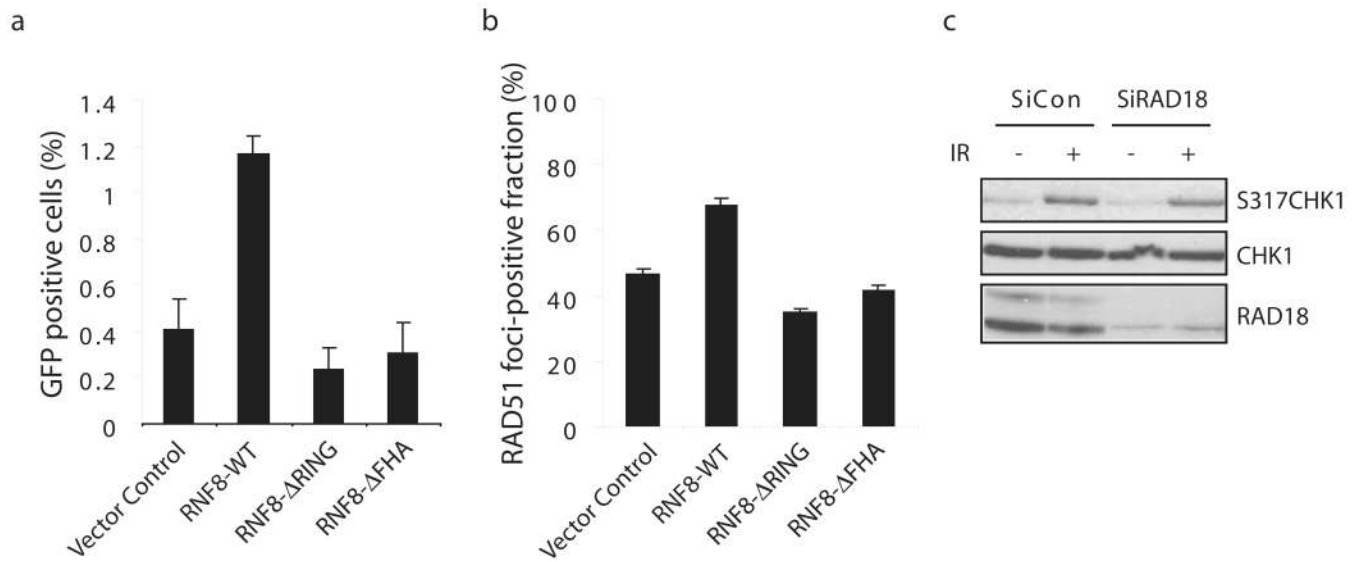 a
GFP positive cells (%)
1.4
1.2
1
0.8
0.6
0.4
0.2
0
Vector Control
RNF8-WT
RNF8-ΔRING
RNF8-ΔFHA
b
RAD51 foci-positive fraction (%)
100
80
60
40
20
0
Vector Control
RNF8-WT
RNF8-ΔRING
RNF8-ΔFHA
c
SiCon SiRAD18
IR - + - +
S317CHK1
CHK1
RAD18